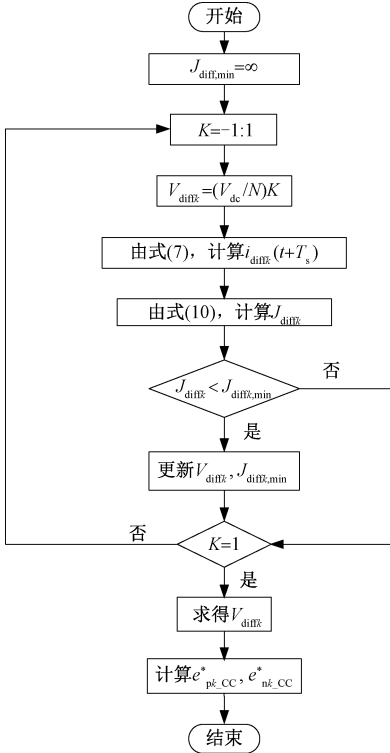 开始
J_diff,min=∞
K=-1:1
V_diffk=(V_dc/N)K
由式(7),计算i_diffk(t+T_s)
由式(10),计算J_diffk
J_diffk<J_diffk,min
否
是
更新V_diffk,J_diffk,min
否
K=1
是
求得V_diffk
计算e*_pk_CC,e*_nk_CC
结束